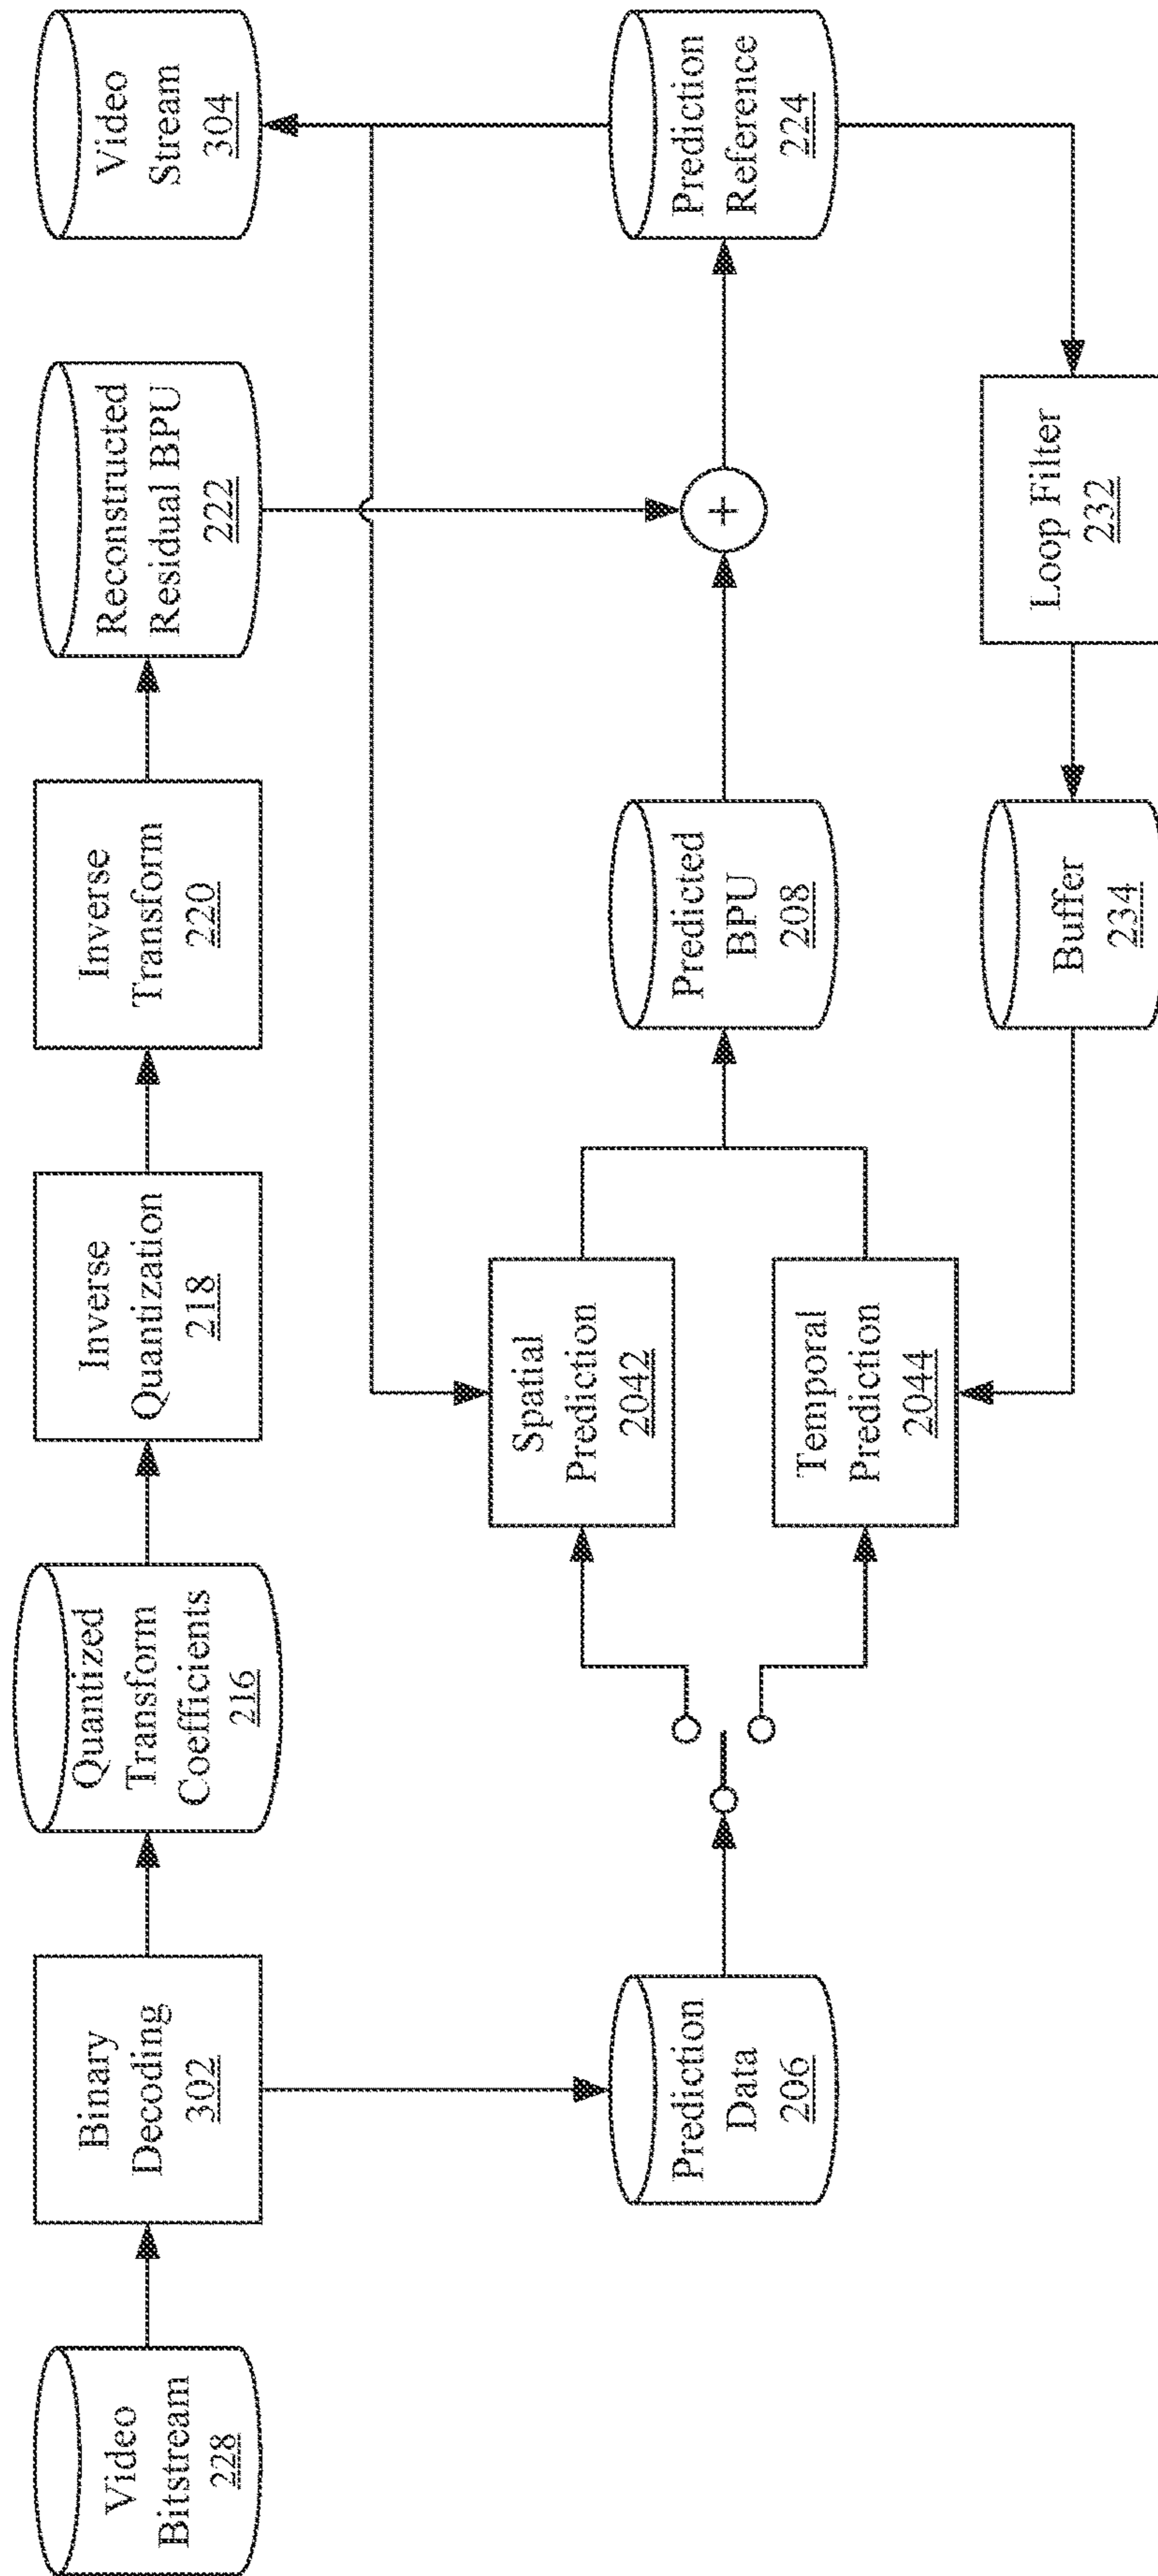 Video
Bitstream
228
Binary
Decoding
302
Quantized
Transform
Coefficients
216
Inverse
Quantization
218
Inverse
Transform
220
Reconstructed
Residual BPU
222
Video
Stream
304
Prediction
Data
206
Spatial
Prediction
2042
Temporal
Prediction
2044
Predicted
BPU
208
+
Prediction
Reference
224
Buffer
234
Loop Filter
232